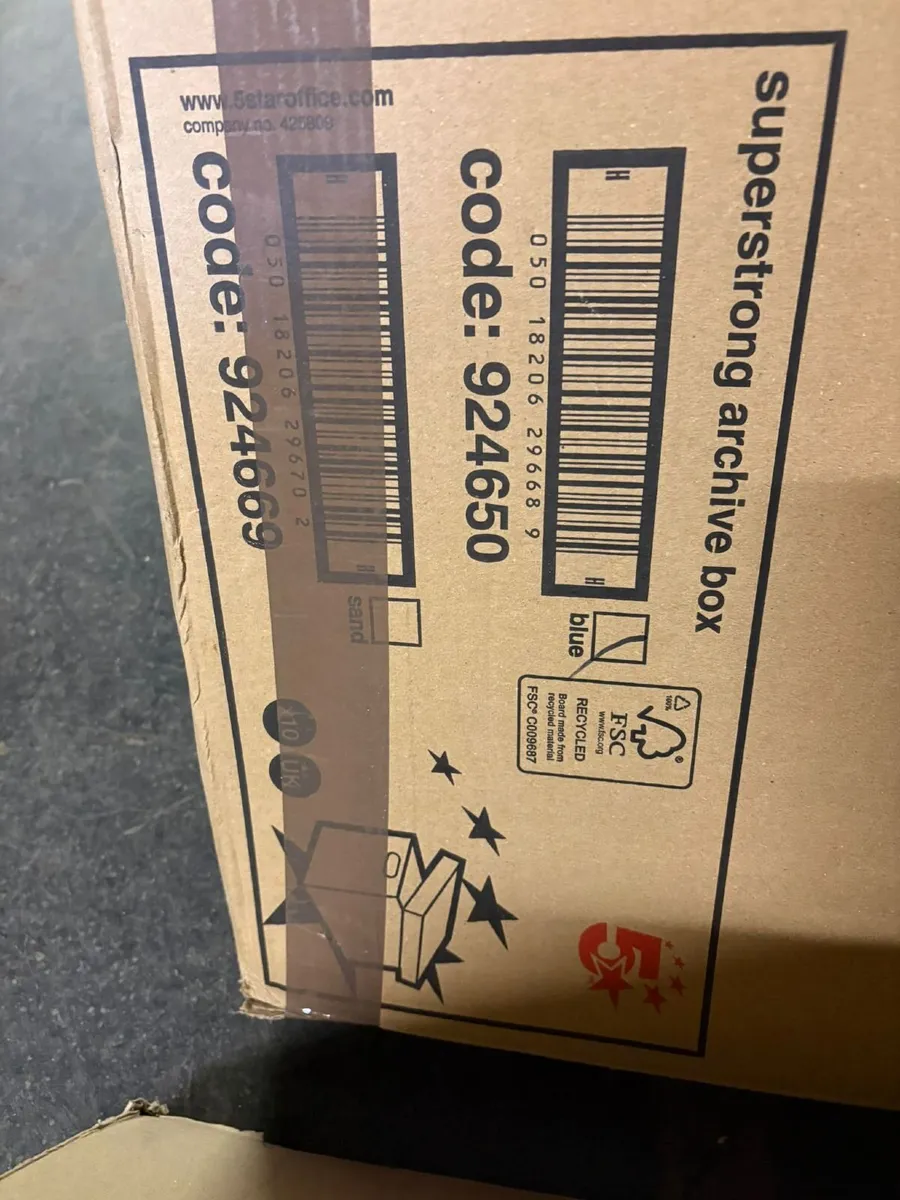 superstrong archive box
H H
050 18206 29668 9
blue
code: 924650
H H
050 18206 29670 2
sand
code: 924669
www.5staroffice.com
company no. 425809
100%
®
FSC
www.fsc.org
RECYCLED
Board made from
recycled material
FSC® C009687
x10 UK
5